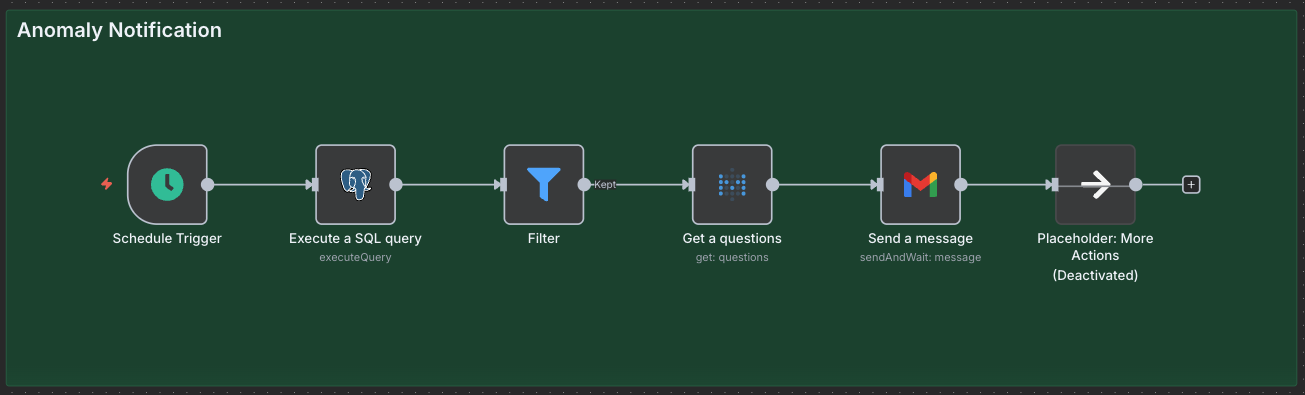 Anomaly Notification
Kept
Schedule Trigger
Execute a SQL query
executeQuery
Filter
Get a questions
get: questions
Send a message
sendAndWait: message
Placeholder: More
Actions
(Deactivated)